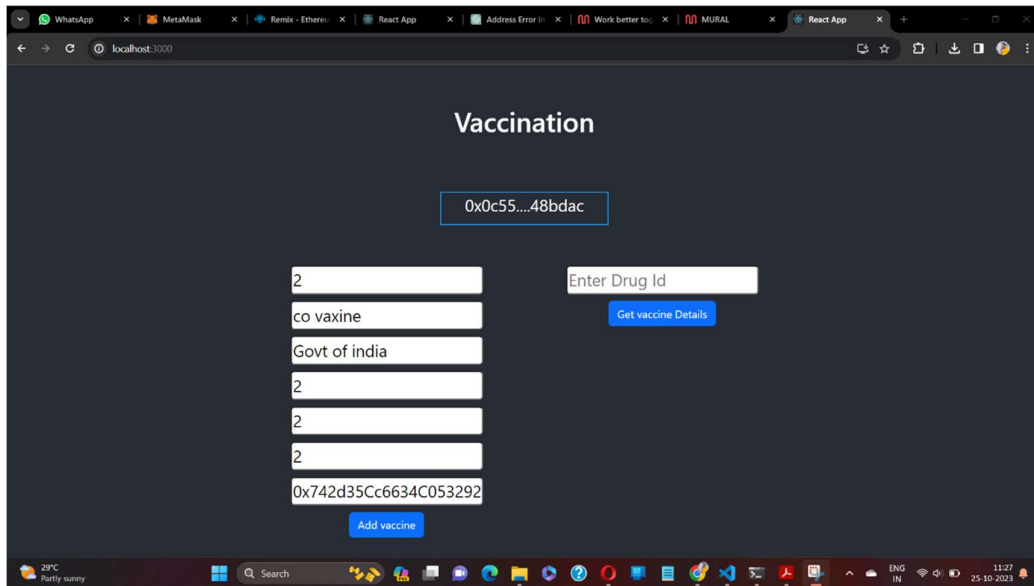 WhatsApp
MetaMask
Remix - Ethereu
React App
Address Error in
Work better tog
MURAL
React App
localhost:3000
Vaccination
0x0c55....48bdac
2
co vaxine
Govt of india
2
2
2
0x742d35Cc6634C053292
Add vaccine
Enter Drug Id
Get vaccine Details
29°C
Partly sunny
Search
ENG
IN
11:27
25-10-2023